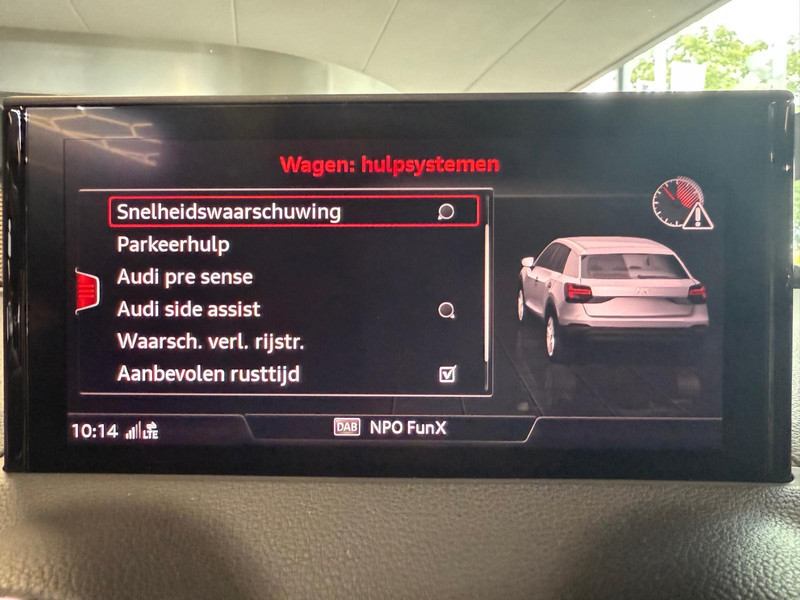 Wagen: hulpsystemen
Snelheidswaarschuwing
Parkeerhulp
Audi pre sense
Audi side assist
Waarsch. verl. rijstr.
Aanbevolen rusttijd
10:14 LTE
DAB NPO FunX